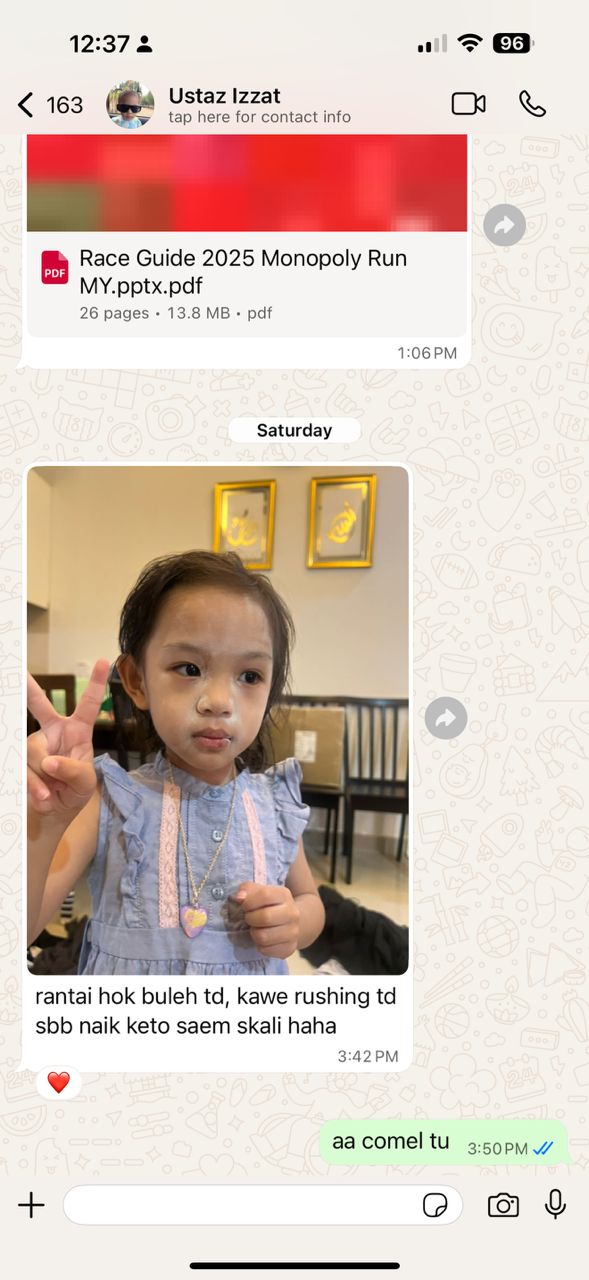 12:37
96
163
Ustaz Izzat
tap here for contact info
PDF
Race Guide 2025 Monopoly Run
MY.pptx.pdf
26 pages • 13.8 MB • pdf
1:06 PM
Saturday
rantai hok buleh td, kawe rushing td
sbb naik keto saem skali haha
3:42 PM
aa comel tu
3:50 PM